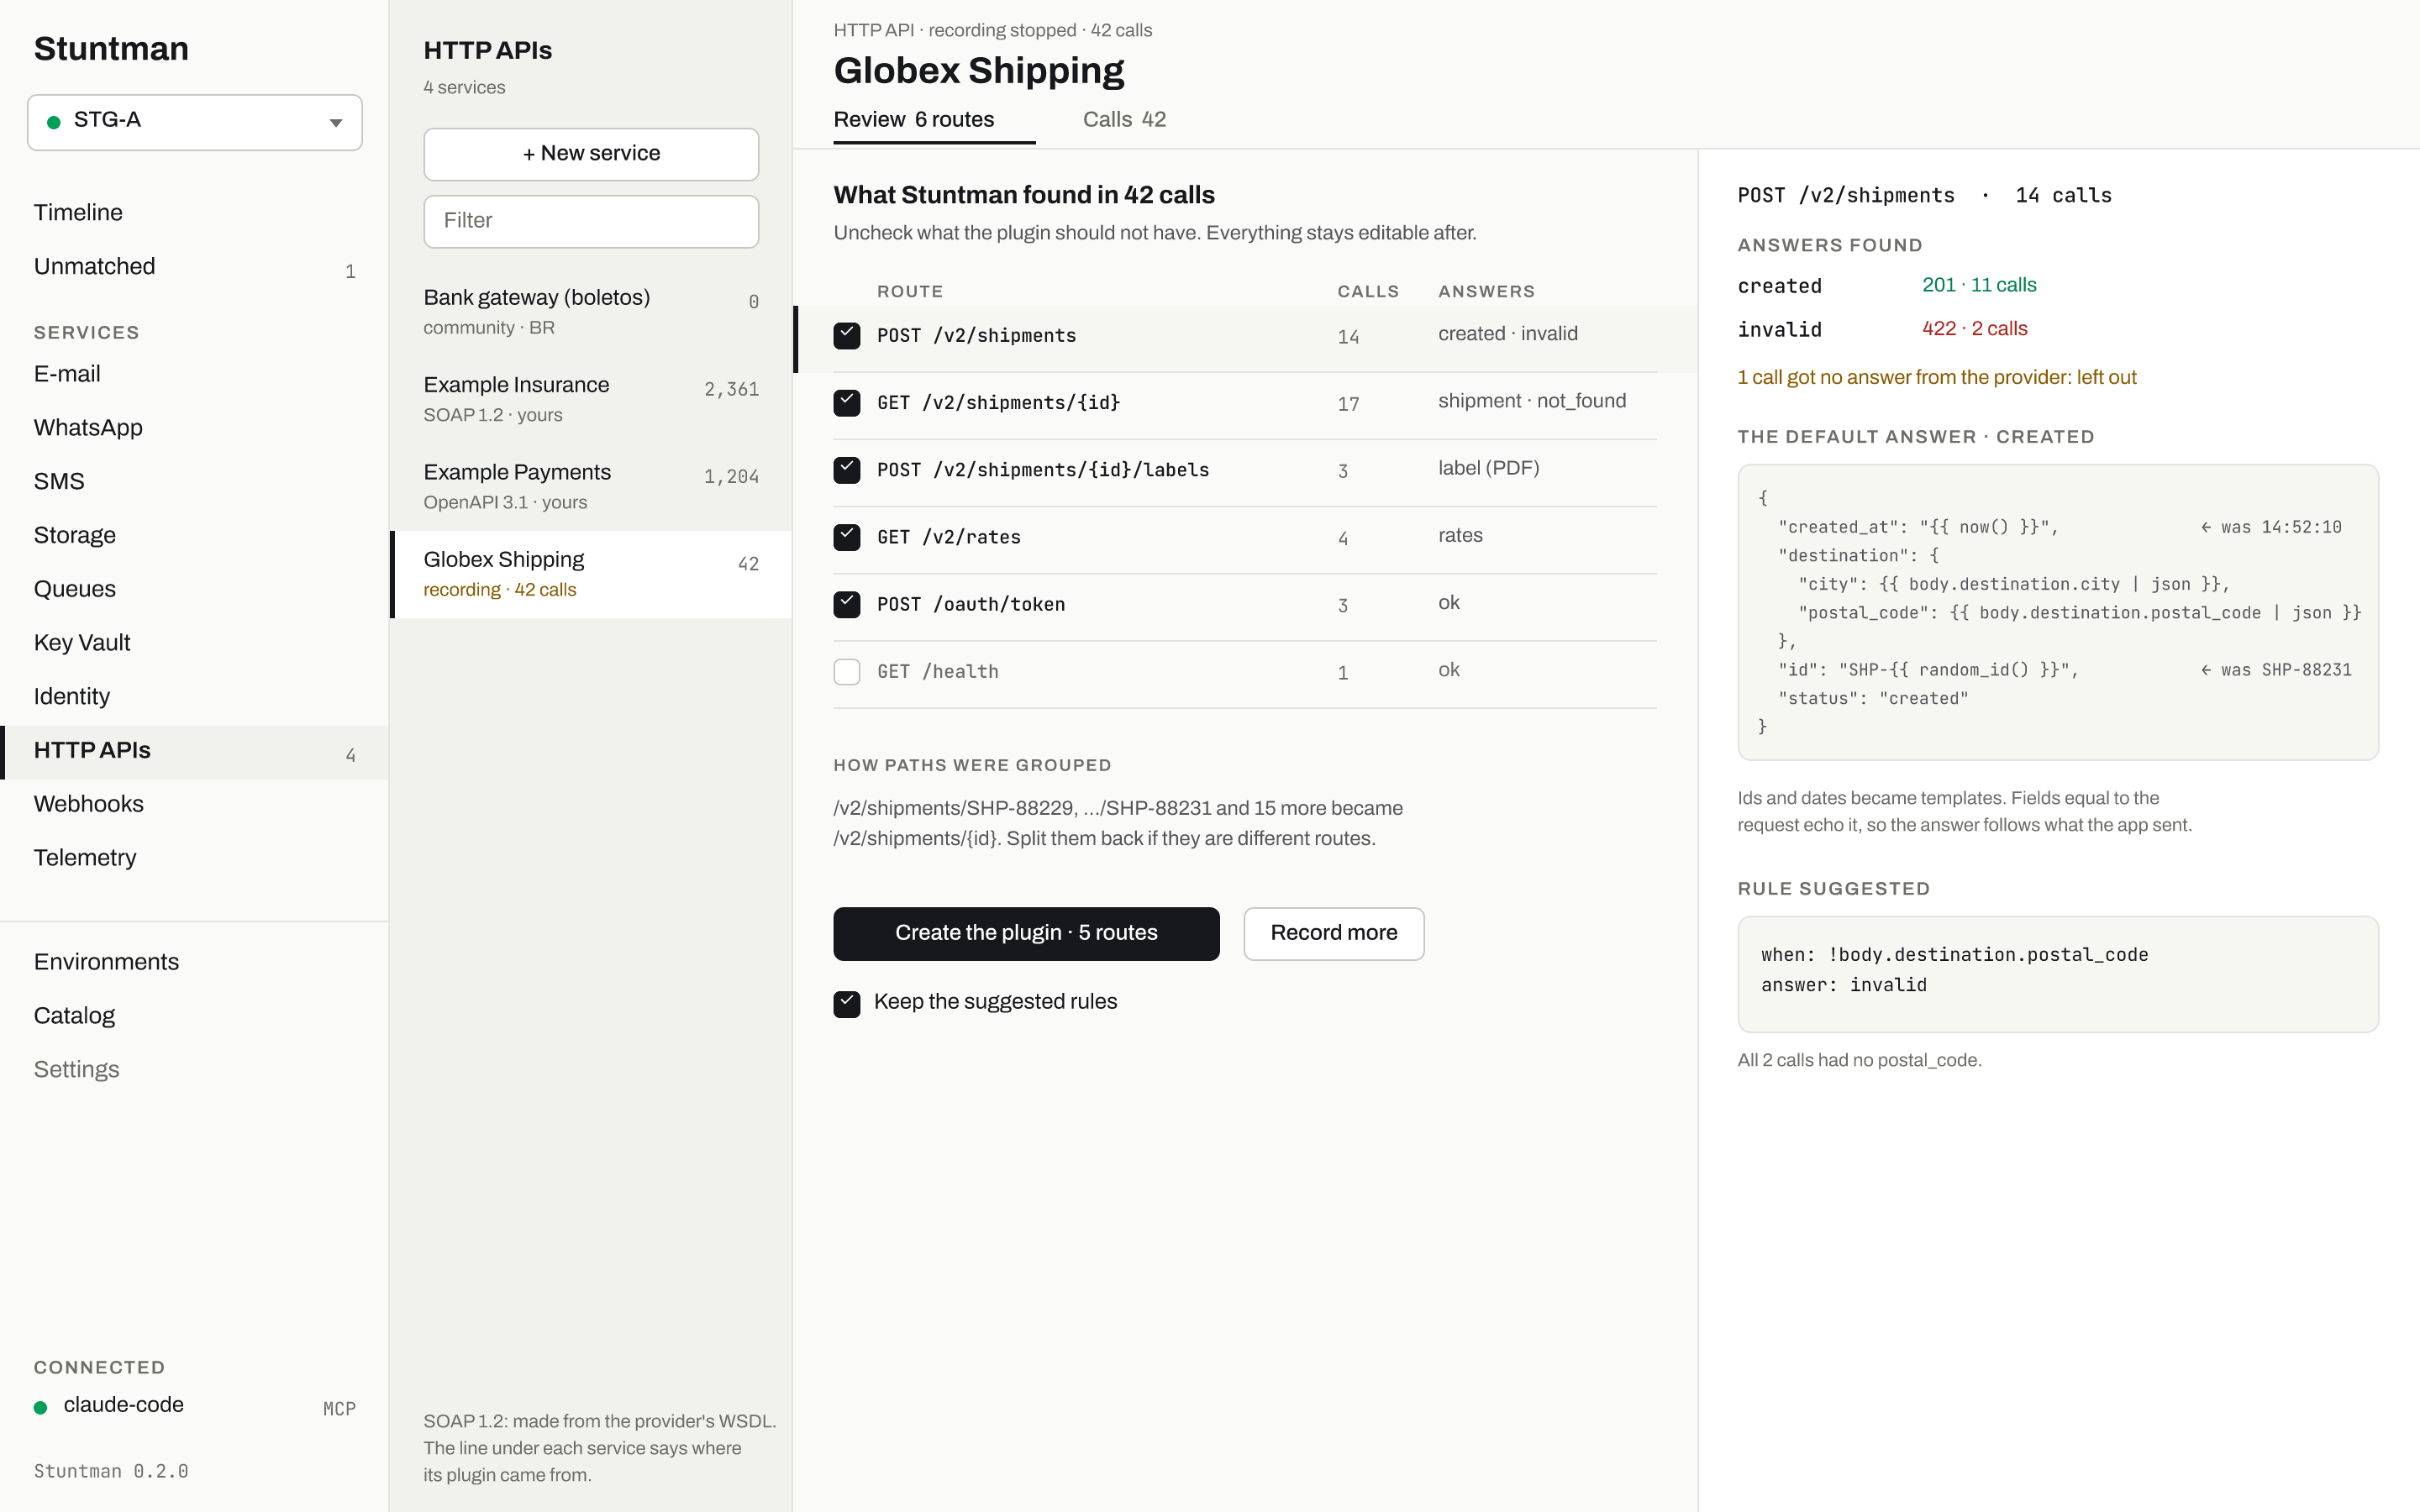 Stuntman
STG-A
Timeline
Unmatched 1
SERVICES
E-mail
WhatsApp
SMS
Storage
Queues
Key Vault
Identity
HTTP APIs 4
Webhooks
Telemetry
Environments
Catalog
Settings
CONNECTED
claude-code MCP
Stuntman 0.2.0
HTTP APIs
4 services
+ New service
Filter
Bank gateway (boletos) 0
community · BR
Example Insurance 2,361
SOAP 1.2 · yours
Example Payments 1,204
OpenAPI 3.1 · yours
Globex Shipping 42
recording · 42 calls
SOAP 1.2: made from the provider's WSDL.
The line under each service says where
its plugin came from.
HTTP API · recording stopped · 42 calls
Globex Shipping
Review 6 routes Calls 42
What Stuntman found in 42 calls
Uncheck what the plugin should not have. Everything stays editable after.
ROUTE CALLS ANSWERS
POST /v2/shipments 14 created · invalid
GET /v2/shipments/{id} 17 shipment · not_found
POST /v2/shipments/{id}/labels 3 label (PDF)
GET /v2/rates 4 rates
POST /oauth/token 3 ok
GET /health 1 ok
HOW PATHS WERE GROUPED
/v2/shipments/SHP-88229, .../SHP-88231 and 15 more became
/v2/shipments/{id}. Split them back if they are different routes.
Create the plugin · 5 routes Record more
Keep the suggested rules
POST /v2/shipments · 14 calls
ANSWERS FOUND
created 201 · 11 calls
invalid 422 · 2 calls
1 call got no answer from the provider: left out
THE DEFAULT ANSWER · CREATED
{
"created_at": "{{ now() }}", ← was 14:52:10
"destination": {
"city": {{ body.destination.city | json }},
"postal_code": {{ body.destination.postal_code | json }}
},
"id": "SHP-{{ random_id() }}", ← was SHP-88231
"status": "created"
}
Ids and dates became templates. Fields equal to the
request echo it, so the answer follows what the app sent.
RULE SUGGESTED
when: !body.destination.postal_code
answer: invalid
All 2 calls had no postal_code.